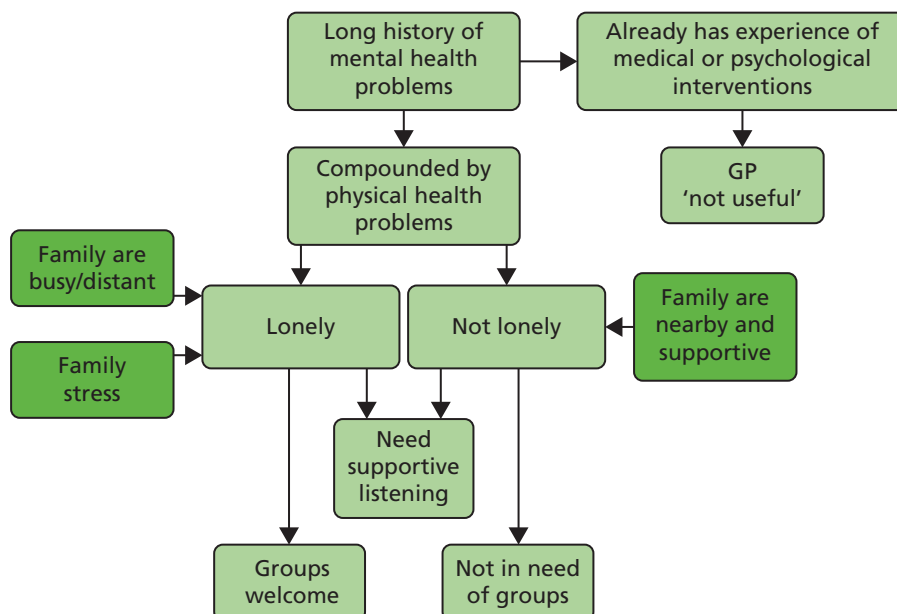 Long history of
mental health
problems
Already has experience of
medical or psychological
interventions
Compounded by
physical health
problems
GP
‘not useful’
Family are
busy/distant
Lonely
Not lonely
Family are
nearby and
supportive
Family
stress
Need
supportive
listening
Groups
welcome
Not in need
of groups